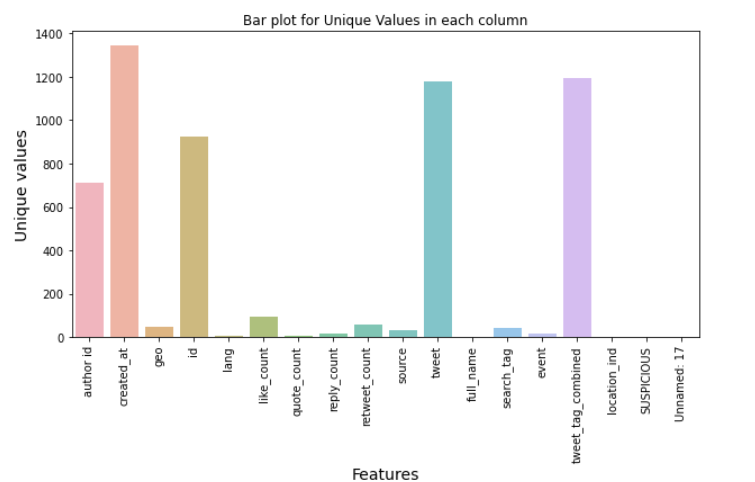 Bar plot for Unique Values in each column
1400
1200
1000
800
600
400
200
0
Unique values
author id
created_at
geo
id
lang
like_count
quote_count
reply_count
retweet_count
source
tweet
full_name
search_tag
event
tweet_tag_combined
location_ind
SUSPICIOUS
Unnamed: 17
Features